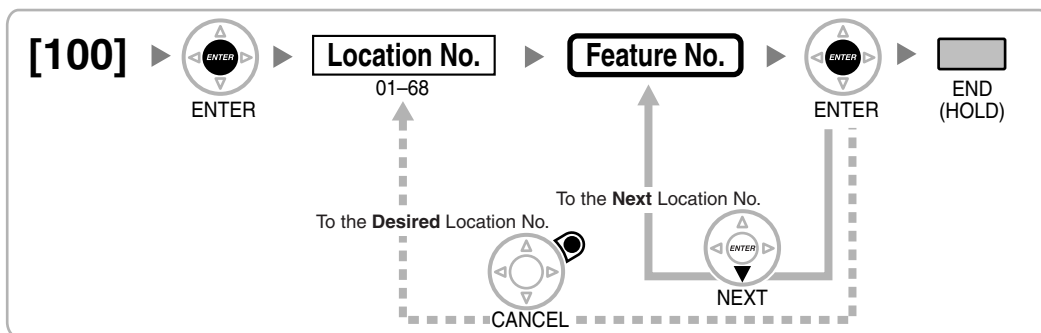 [100]
ENTER
ENTER
Location No.
01–68
Feature No.
ENTER
ENTER
END
(HOLD)
To the Desired Location No.
CANCEL
To the Next Location No.
ENTER
NEXT